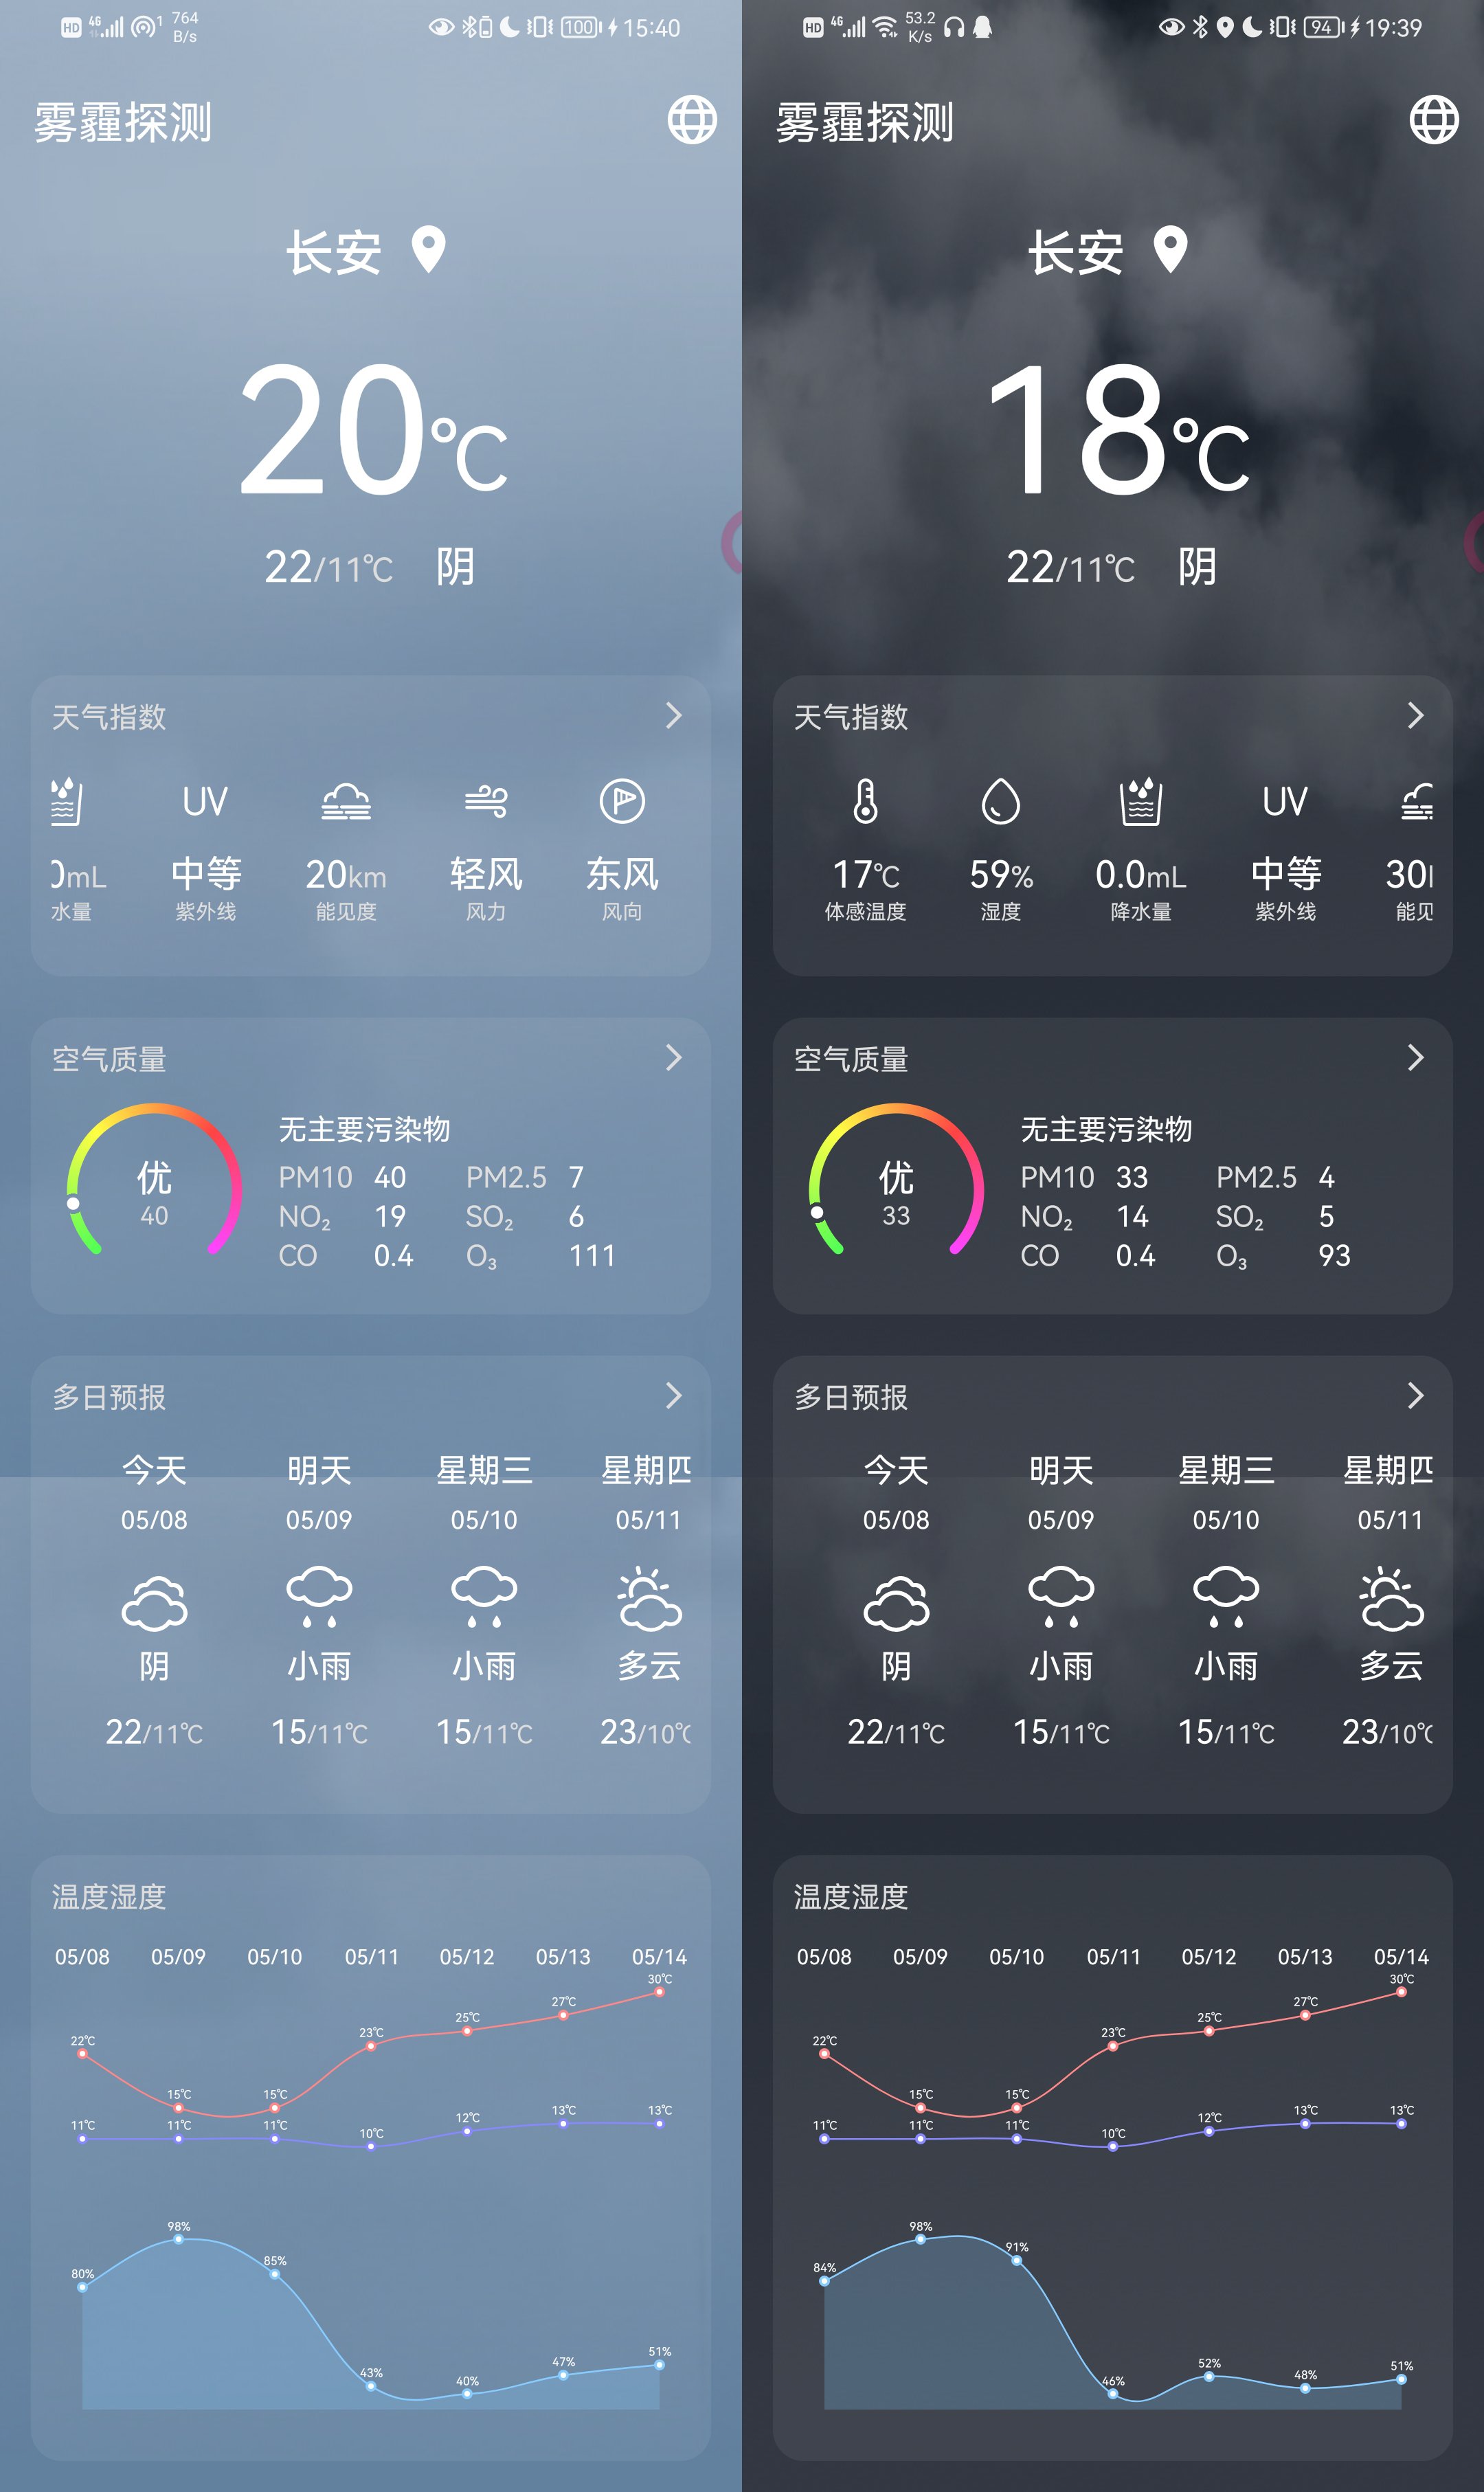 HD 4G 1 764 B/s 100 15:40
雾霾探测
长安
20℃
22/11℃ 阴
天气指数
UV
0mL 中等 20km 轻风 东风
水量 紫外线 能见度 风力 风向
空气质量
优
40
无主要污染物
PM10 40 PM2.5 7
NO₂ 19 SO₂ 6
CO 0.4 O₃ 111
多日预报
今天 明天 星期三 星期四
05/08 05/09 05/10 05/11
阴 小雨 小雨 多云
22/11℃ 15/11℃ 15/11℃ 23/10℃
温度湿度
05/08 05/09 05/10 05/11 05/12 05/13 05/14
22℃ 15℃ 15℃ 23℃ 25℃ 27℃ 30℃
11℃ 11℃ 11℃ 10℃ 12℃ 13℃ 13℃
80% 98% 85% 43% 40% 47% 51%
HD 4G 53.2 K/s 94 19:39
雾霾探测
长安
18℃
22/11℃ 阴
天气指数
UV
17℃ 59% 0.0mL 中等 30
体感温度 湿度 降水量 紫外线 能见
空气质量
优
33
无主要污染物
PM10 33 PM2.5 4
NO₂ 14 SO₂ 5
CO 0.4 O₃ 93
多日预报
今天 明天 星期三 星期四
05/08 05/09 05/10 05/11
阴 小雨 小雨 多云
22/11℃ 15/11℃ 15/11℃ 23/10℃
温度湿度
05/08 05/09 05/10 05/11 05/12 05/13 05/14
22℃ 15℃ 15℃ 23℃ 25℃ 27℃ 30℃
11℃ 11℃ 11℃ 10℃ 12℃ 13℃ 13℃
84% 98% 91% 46% 52% 48% 51%